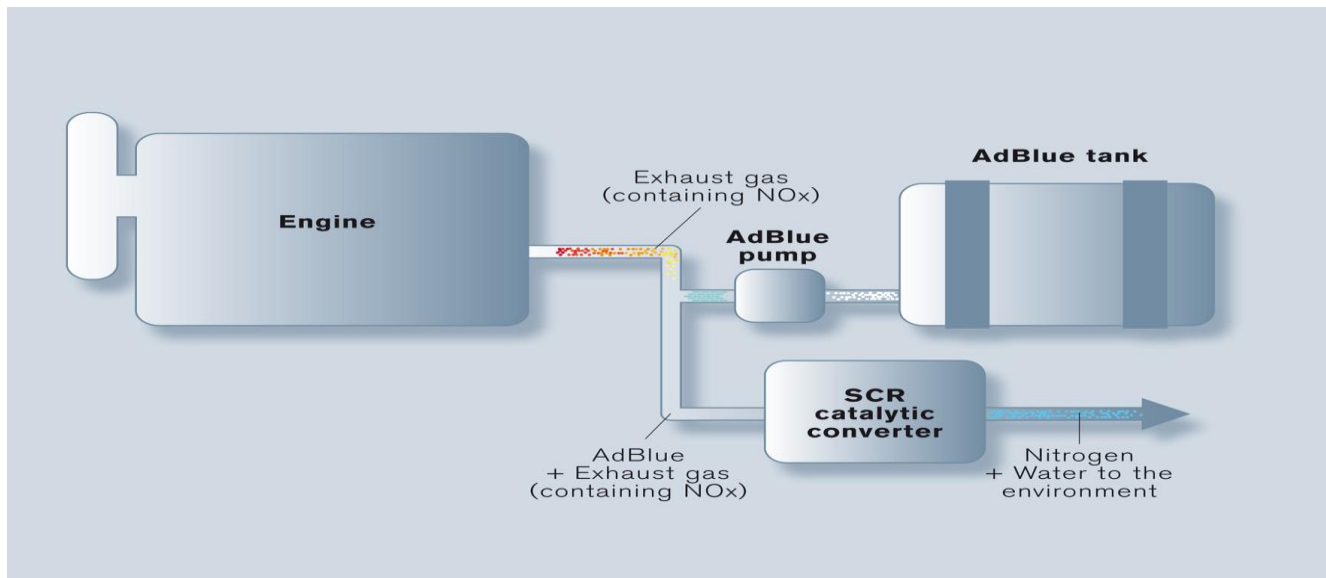 AdBlue tank
Exhaust gas
(containing NOx)
Engine
AdBlue
pump
SCR
catalytic
converter
AdBlue
+ Exhaust gas
(containing NOx)
Nitrogen
+ Water to the
environment